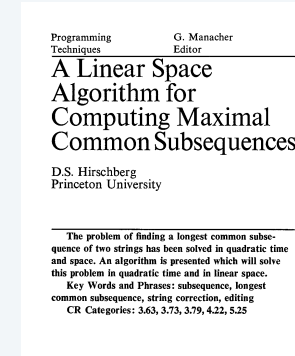 Programming Techniques
G. Manacher Editor
A Linear Space
Algorithm for
Computing Maximal
Common Subsequences
D.S. Hirschberg
Princeton University
The problem of finding a longest common subse-
quence of two strings has been solved in quadratic time
and space. An algorithm is presented which will solve
this problem in quadratic time and in linear space.
Key Words and Phrases: subsequence, longest
common subsequence, string correction, editing
CR Categories: 3.63, 3.73, 3.79, 4.22, 5.25